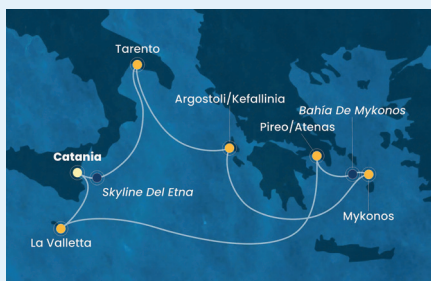 Tarento
Argostoli/Kefallinia
Bahía De Mykonos
Pireo/Atenas
Catania
Skyline Del Etna
Mykonos
La Valletta